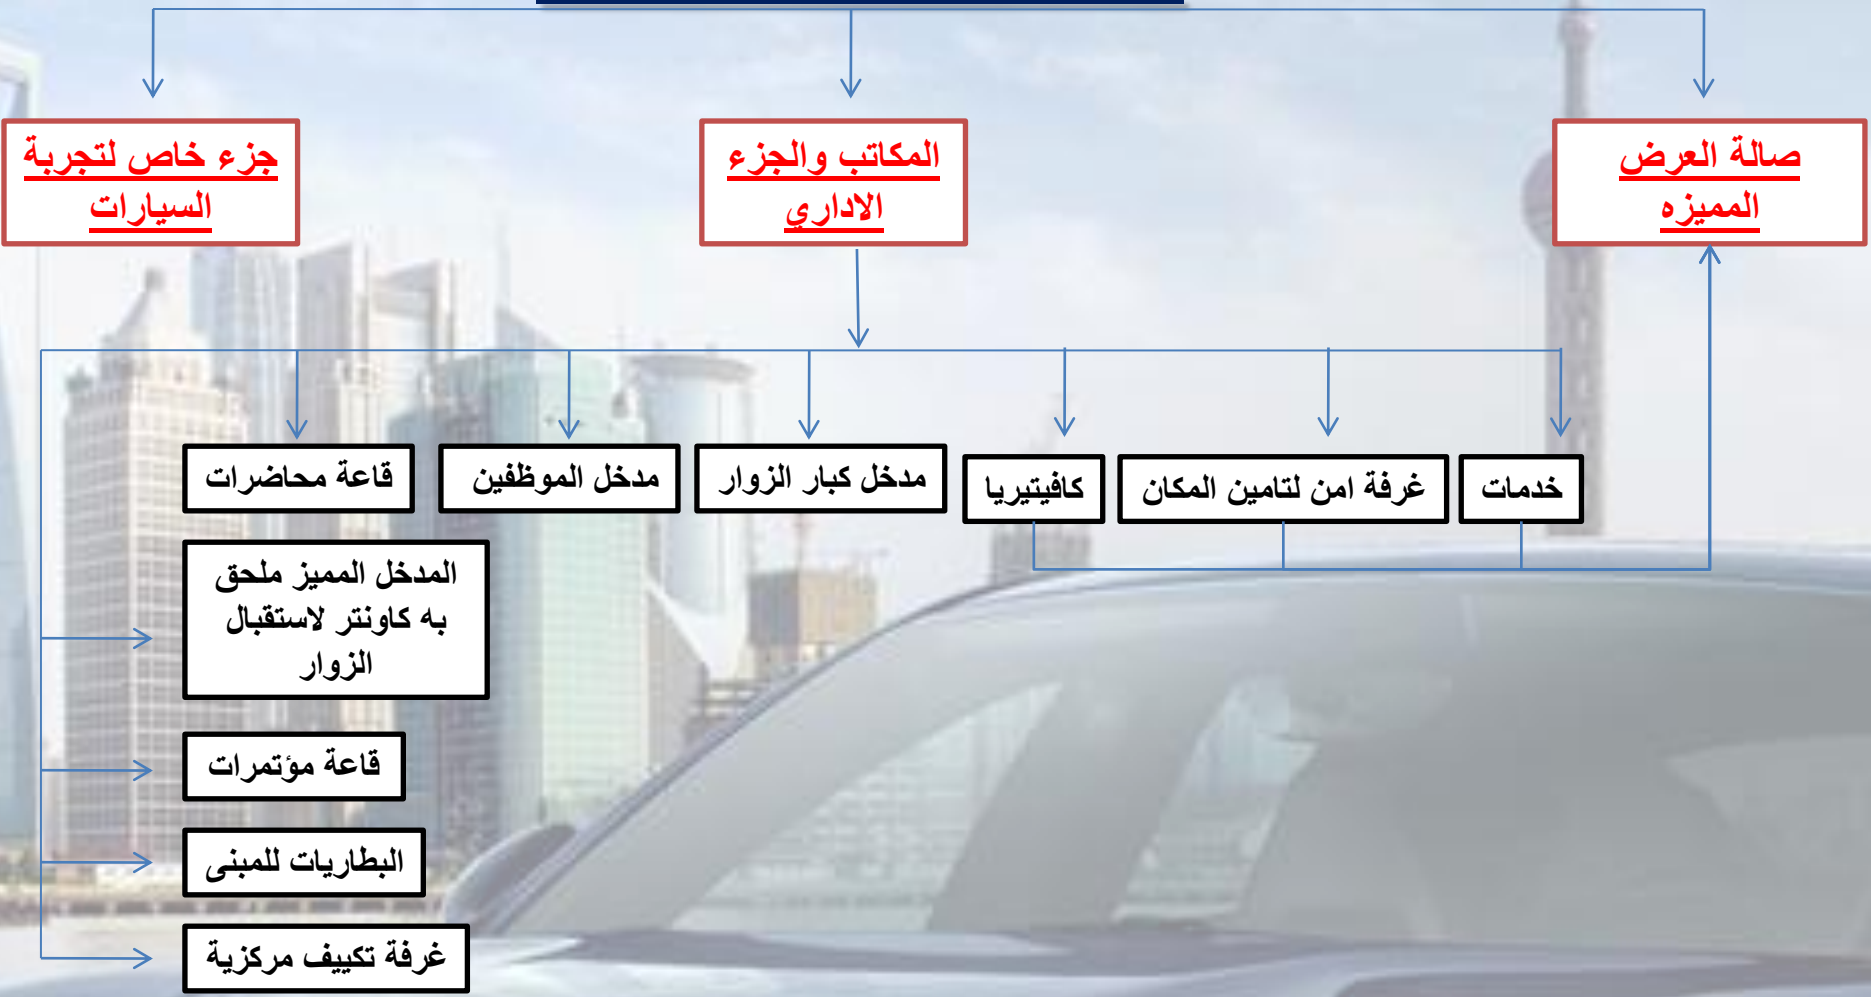 صالة العرض
المميزه
المكاتب والجزء
الاداري
جزء خاص لتجربة
السيارات
خدمات
غرفة امن لتامين المكان
كافيتيريا
مدخل كبار الزوار
مدخل الموظفين
قاعة محاضرات
المدخل المميز ملحق
به كاونتر لاستقبال
الزوار
قاعة مؤتمرات
البطاريات للمبنى
غرفة تكييف مركزية